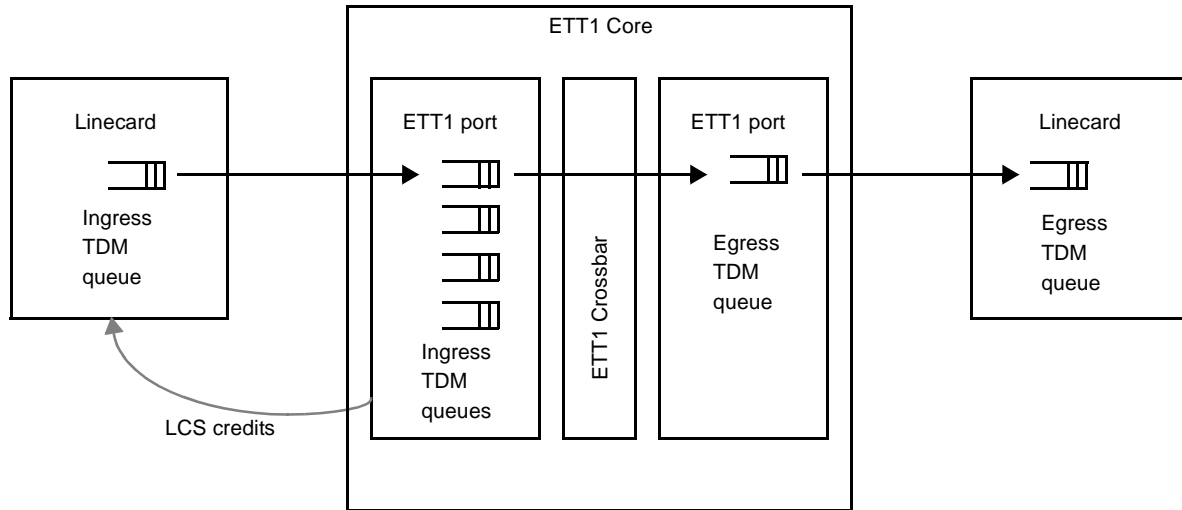 ETT1 Core
Linecard
Ingress
TDM
queue
ETT1 port
Ingress
TDM
queues
ETT1 Crossbar
ETT1 port
Egress
TDM
queue
Linecard
Egress
TDM
queue
LCS credits